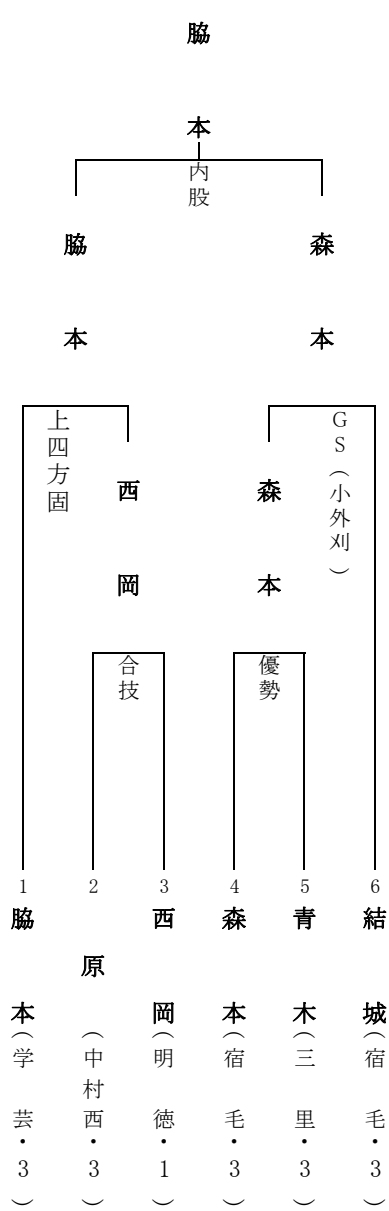 脇本
内股
脇本
森本
上四方固
GS（小外刈）
西岡
森本
合技
優勢
1
2
3
4
5
6
脇本（学芸・3）
原（中村西・3）
西岡（明徳・1）
森本（宿毛・3）
青木（三里・3）
結城（宿毛・3）